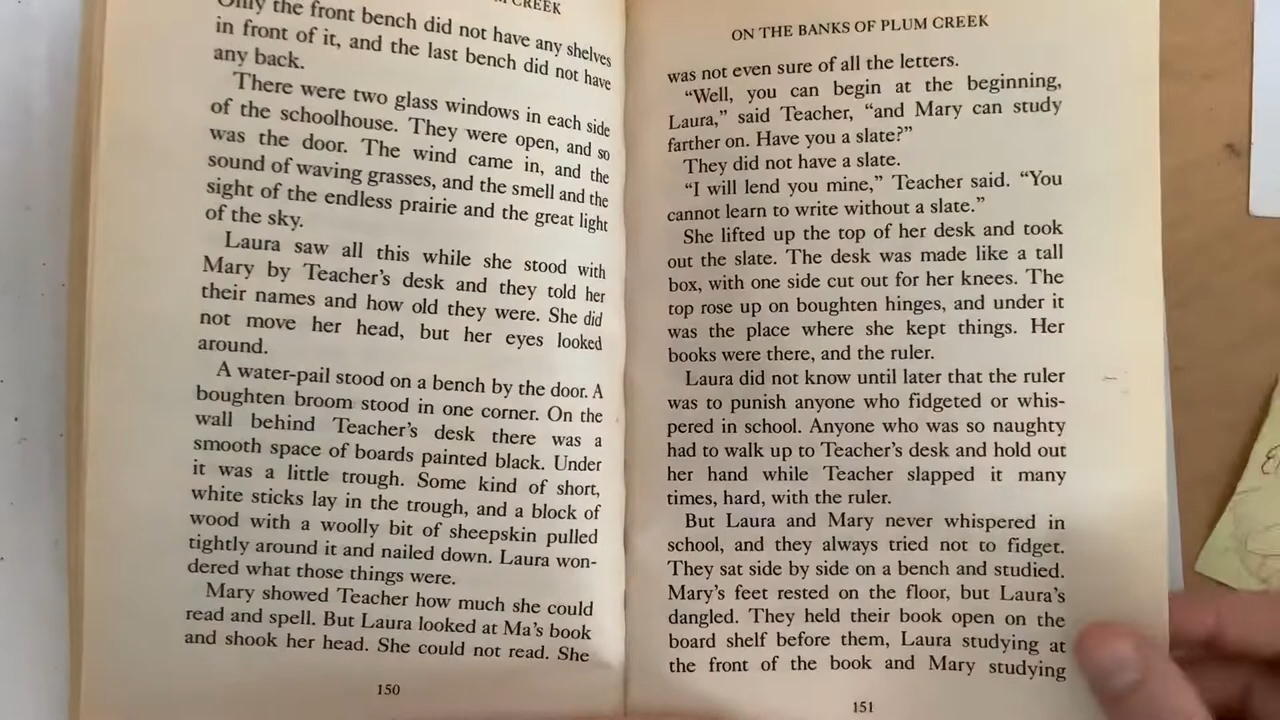 CREEK
Only the front bench did not have any shelves
in front of it, and the last bench did not have
any back.
There were two glass windows in each side
of the schoolhouse. They were open, and so
was the door. The wind came in, and the
sound of waving grasses, and the smell and the
sight of the endless prairie and the great light
of the sky.
Laura saw all this while she stood with
Mary by Teacher's desk and they told her
their names and how old they were. She did
not move her head, but her eyes looked
around.
A water-pail stood on a bench by the door. A
boughten broom stood in one corner. On the
wall behind Teacher's desk there was a
smooth space of boards painted black. Under
it was a little trough. Some kind of short,
white sticks lay in the trough, and a block of
wood with a woolly bit of sheepskin pulled
tightly around it and nailed down. Laura won-
dered what those things were.
Mary showed Teacher how much she could
read and spell. But Laura looked at Ma's book
and shook her head. She could not read. She
150
ON THE BANKS OF PLUM CREEK
was not even sure of all the letters.
“Well, you can begin at the beginning,
Laura,” said Teacher, “and Mary can study
farther on. Have you a slate?”
They did not have a slate.
“I will lend you mine,” Teacher said. “You
cannot learn to write without a slate.”
She lifted up the top of her desk and took
out the slate. The desk was made like a tall
box, with one side cut out for her knees. The
top rose up on boughten hinges, and under it
was the place where she kept things. Her
books were there, and the ruler.
Laura did not know until later that the ruler
was to punish anyone who fidgeted or whis-
pered in school. Anyone who was so naughty
had to walk up to Teacher's desk and hold out
her hand while Teacher slapped it many
times, hard, with the ruler.
But Laura and Mary never whispered in
school, and they always tried not to fidget.
They sat side by side on a bench and studied.
Mary's feet rested on the floor, but Laura's
dangled. They held their book open on the
board shelf before them, Laura studying at
the front of the book and Mary studying
151